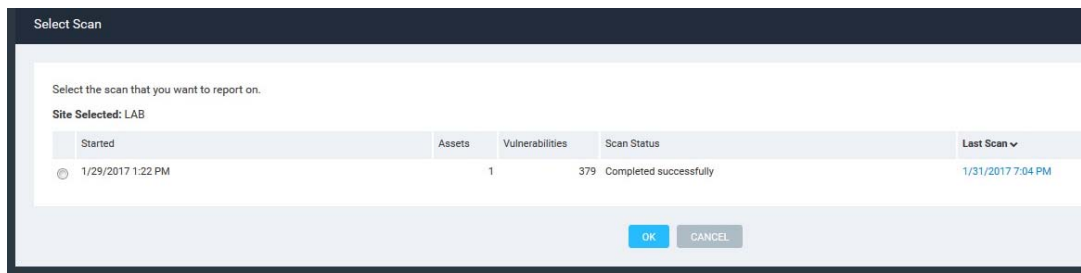 Select Scan
Select the scan that you want to report on.
Site Selected: LAB
Started Assets Vulnerabilities Scan Status Last Scan
1/29/2017 1:22 PM 1 379 Completed successfully 1/31/2017 7:04 PM
OK CANCEL